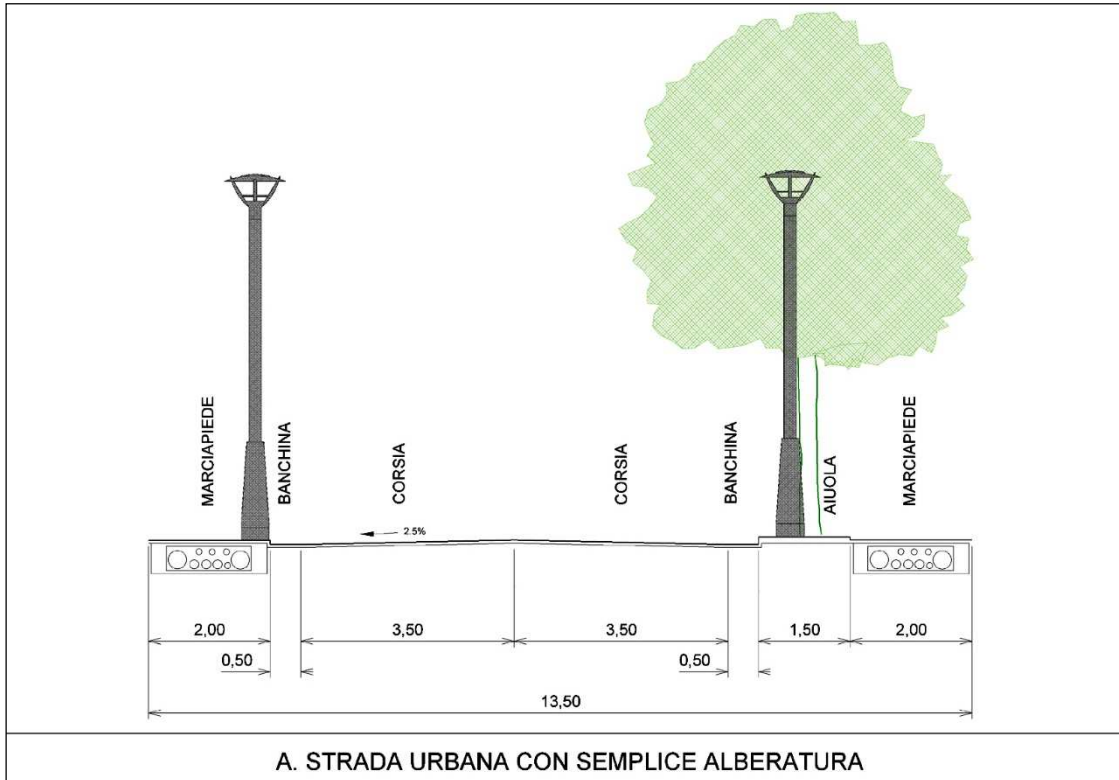 MARCIAPIEDE
BANCHINA
CORSIA
CORSIA
BANCHINA
AIUOLA
MARCIAPIEDE
2.5%
2,00
3,50
3,50
1,50
2,00
0,50
0,50
13,50
A. STRADA URBANA CON SEMPLICE ALBERATURA